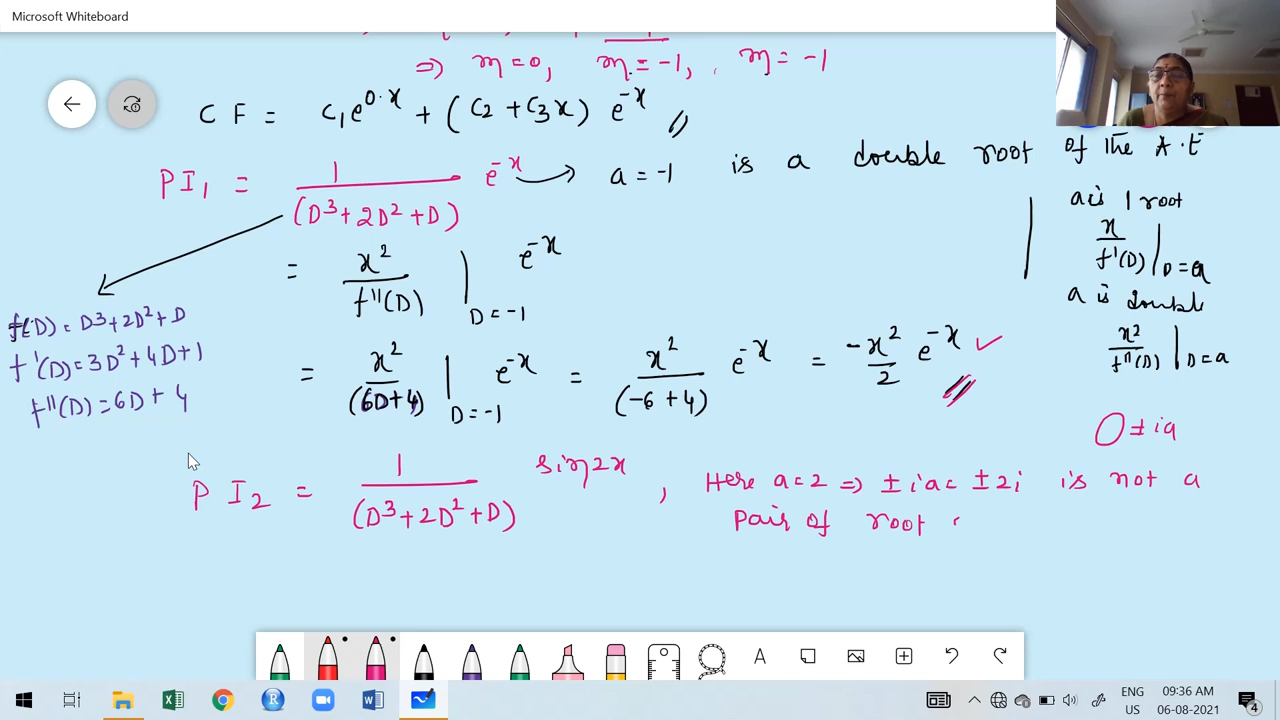 Microsoft Whiteboard
⇒ m=0, m=-1, m=-1
CF = C₁e^{0·x} + (C2 + C3x) e^{-x} //
PI₁ = 1/(D³+2D²+D) e^{-x} → a = -1 is a double root of the A.E
= x²/f''(D) |_{D=-1} e^{-x}
f(D) = D³+2D²+D
f'(D) = 3D²+4D+1
f''(D) = 6D+4
= x²/(6D+4) |_{D=-1} e^{-x} = x²/(-6+4) e^{-x} = -x²/2 e^{-x} ✓
a is 1 root
x/f'(D) |_{D=a}
a is double
x²/f''(D) |_{D=a}
0±ia
PI₂ = 1/(D³+2D²+D) sin2x , Here a=2 ⇒ ±ia= ±2i is not a
pair of root
A
ENG
US
09:36 AM
06-08-2021
4